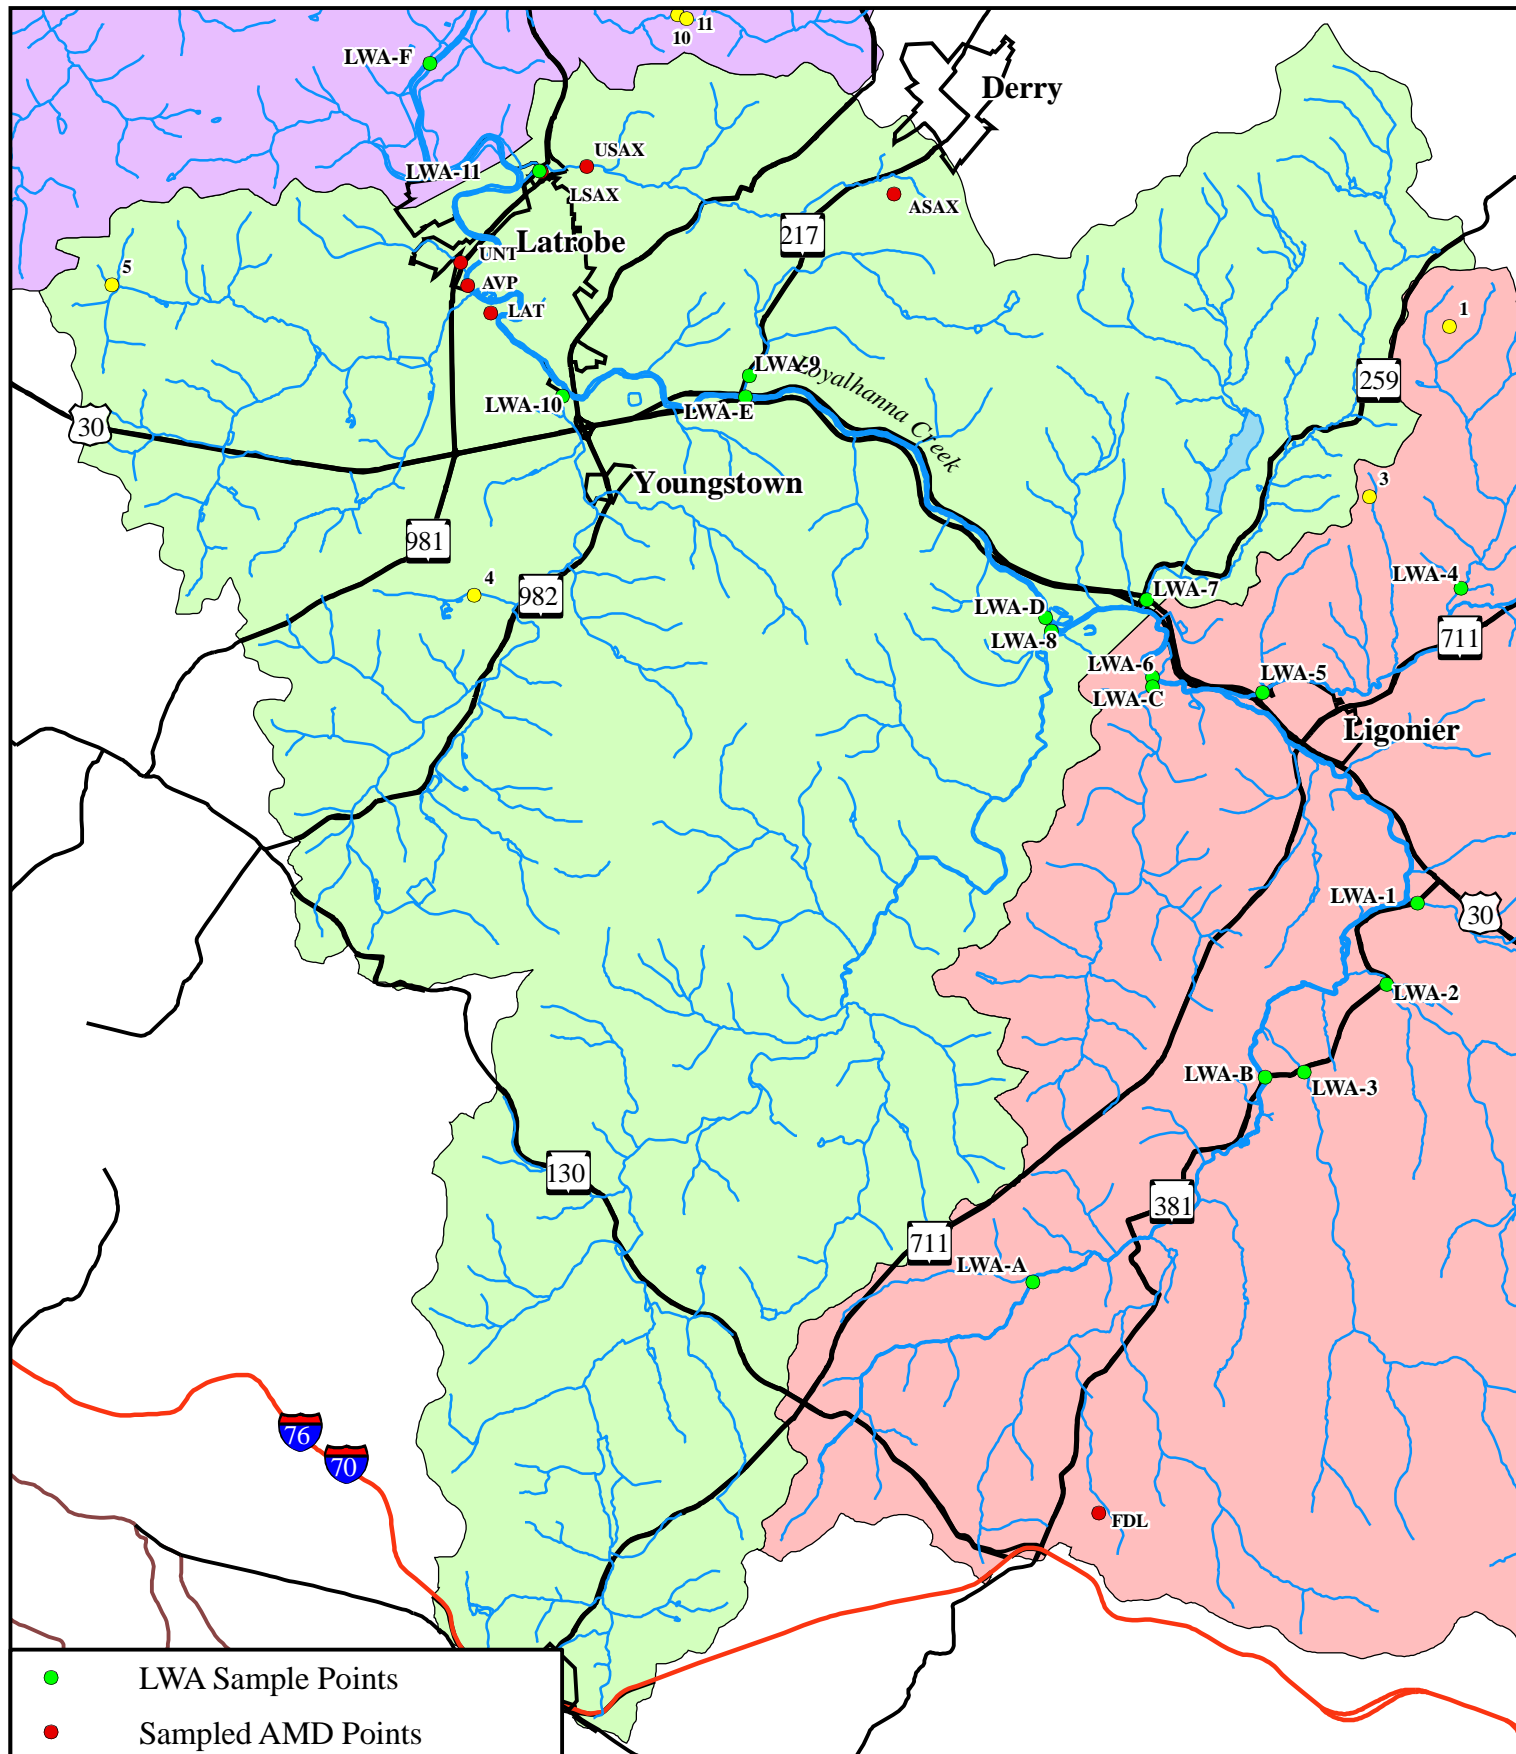 11
10
LWA-F
Derry
USAX
LWA-11
LSAX
ASAX
217
Latrobe
UNT
5
AVP
LAT
1
LWA-9
Loyalhanna Creek
259
LWA-10
LWA-E
30
Youngstown
3
981
4
982
LWA-4
LWA-7
LWA-D
LWA-8
711
LWA-6
LWA-5
LWA-C
Ligonier
LWA-1
30
LWA-2
LWA-B
LWA-3
130
381
711
LWA-A
76
70
FDL
LWA Sample Points
Sampled AMD Points